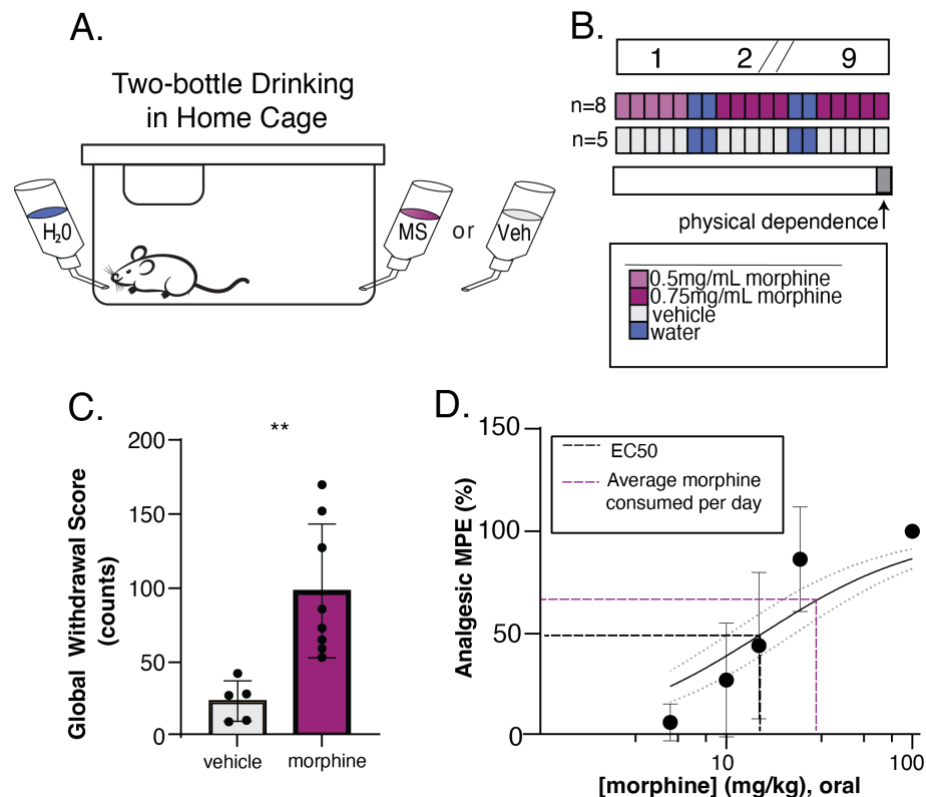 A.
Two-bottle Drinking
in Home Cage
H₂0
MS
or
Veh
B.
1 2 9
n=8
n=5
physical dependence
0.5mg/mL morphine
0.75mg/mL morphine
vehicle
water
C.
**
Global Withdrawal Score
(counts)
200
150
100
50
0
vehicle
morphine
D.
Analgesic MPE (%)
150
100
50
0
EC50
Average morphine
consumed per day
10
100
[morphine] (mg/kg), oral